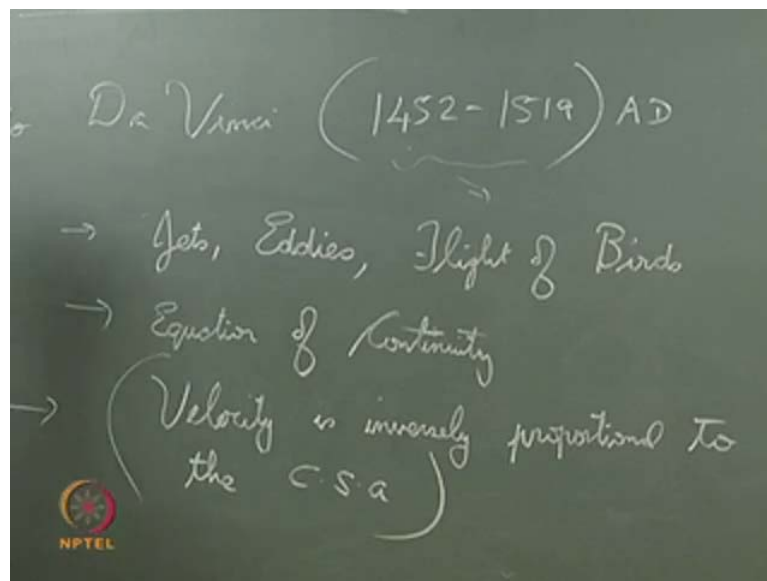 o Da Vinci (1452-1519) AD
→ Jets, Eddies, Flight of Birds
→ Equation of Continuity
→ (Velocity is inversely proportional to
the C.S.a)
NPTEL